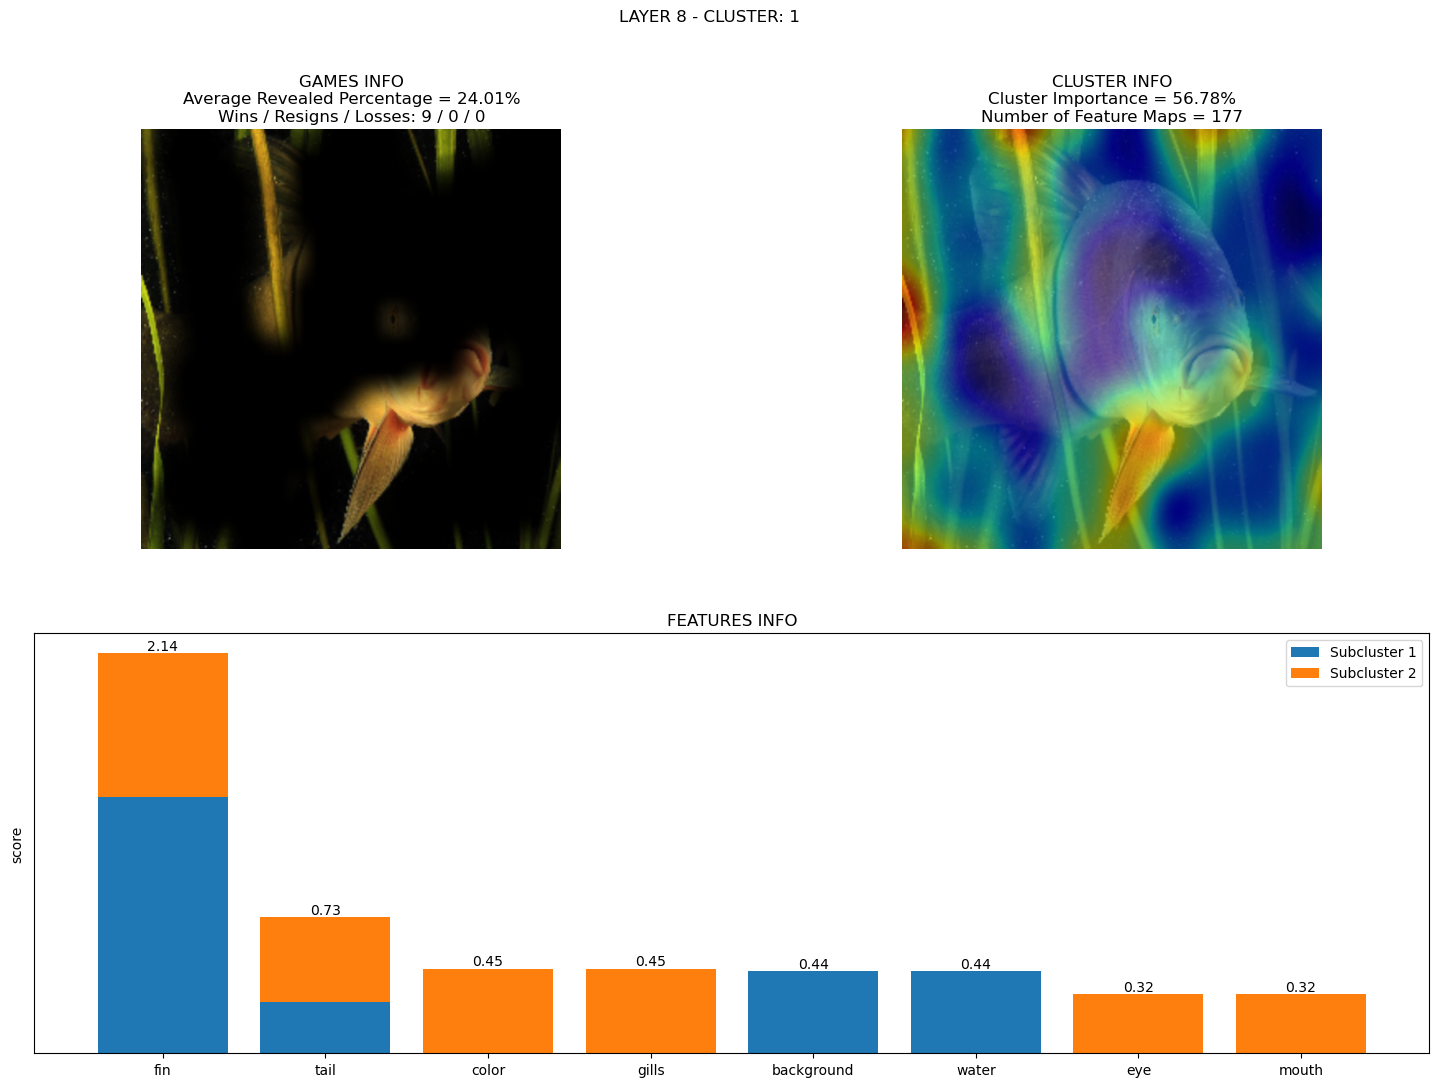 LAYER 8 - CLUSTER: 1
GAMES INFO
Average Revealed Percentage = 24.01%
Wins / Resigns / Losses: 9 / 0 / 0
CLUSTER INFO
Cluster Importance = 56.78%
Number of Feature Maps = 177
FEATURES INFO
score
2.14
0.73
0.45
0.45
0.44
0.44
0.32
0.32
Subcluster 1
Subcluster 2
fin
tail
color
gills
background
water
eye
mouth